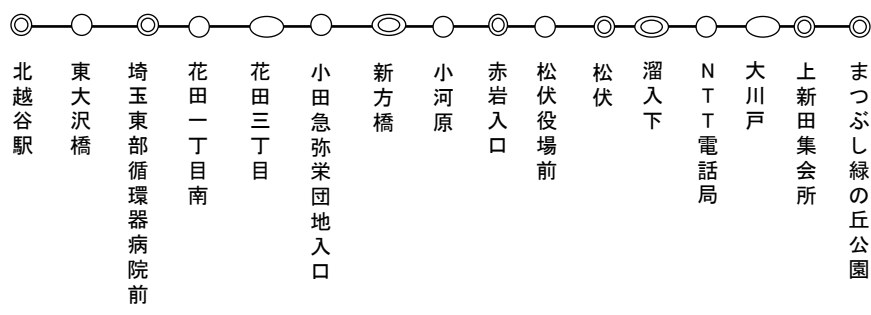 北越谷駅
東大沢橋
埼玉東部循環器病院前
花田一丁目南
花田三丁目
小田急弥栄団地入口
新方橋
小河原
赤岩入口
松伏役場前
松伏
溜入下
NTT電話局
大川戸
上新田集会所
まつぶし緑の丘公園